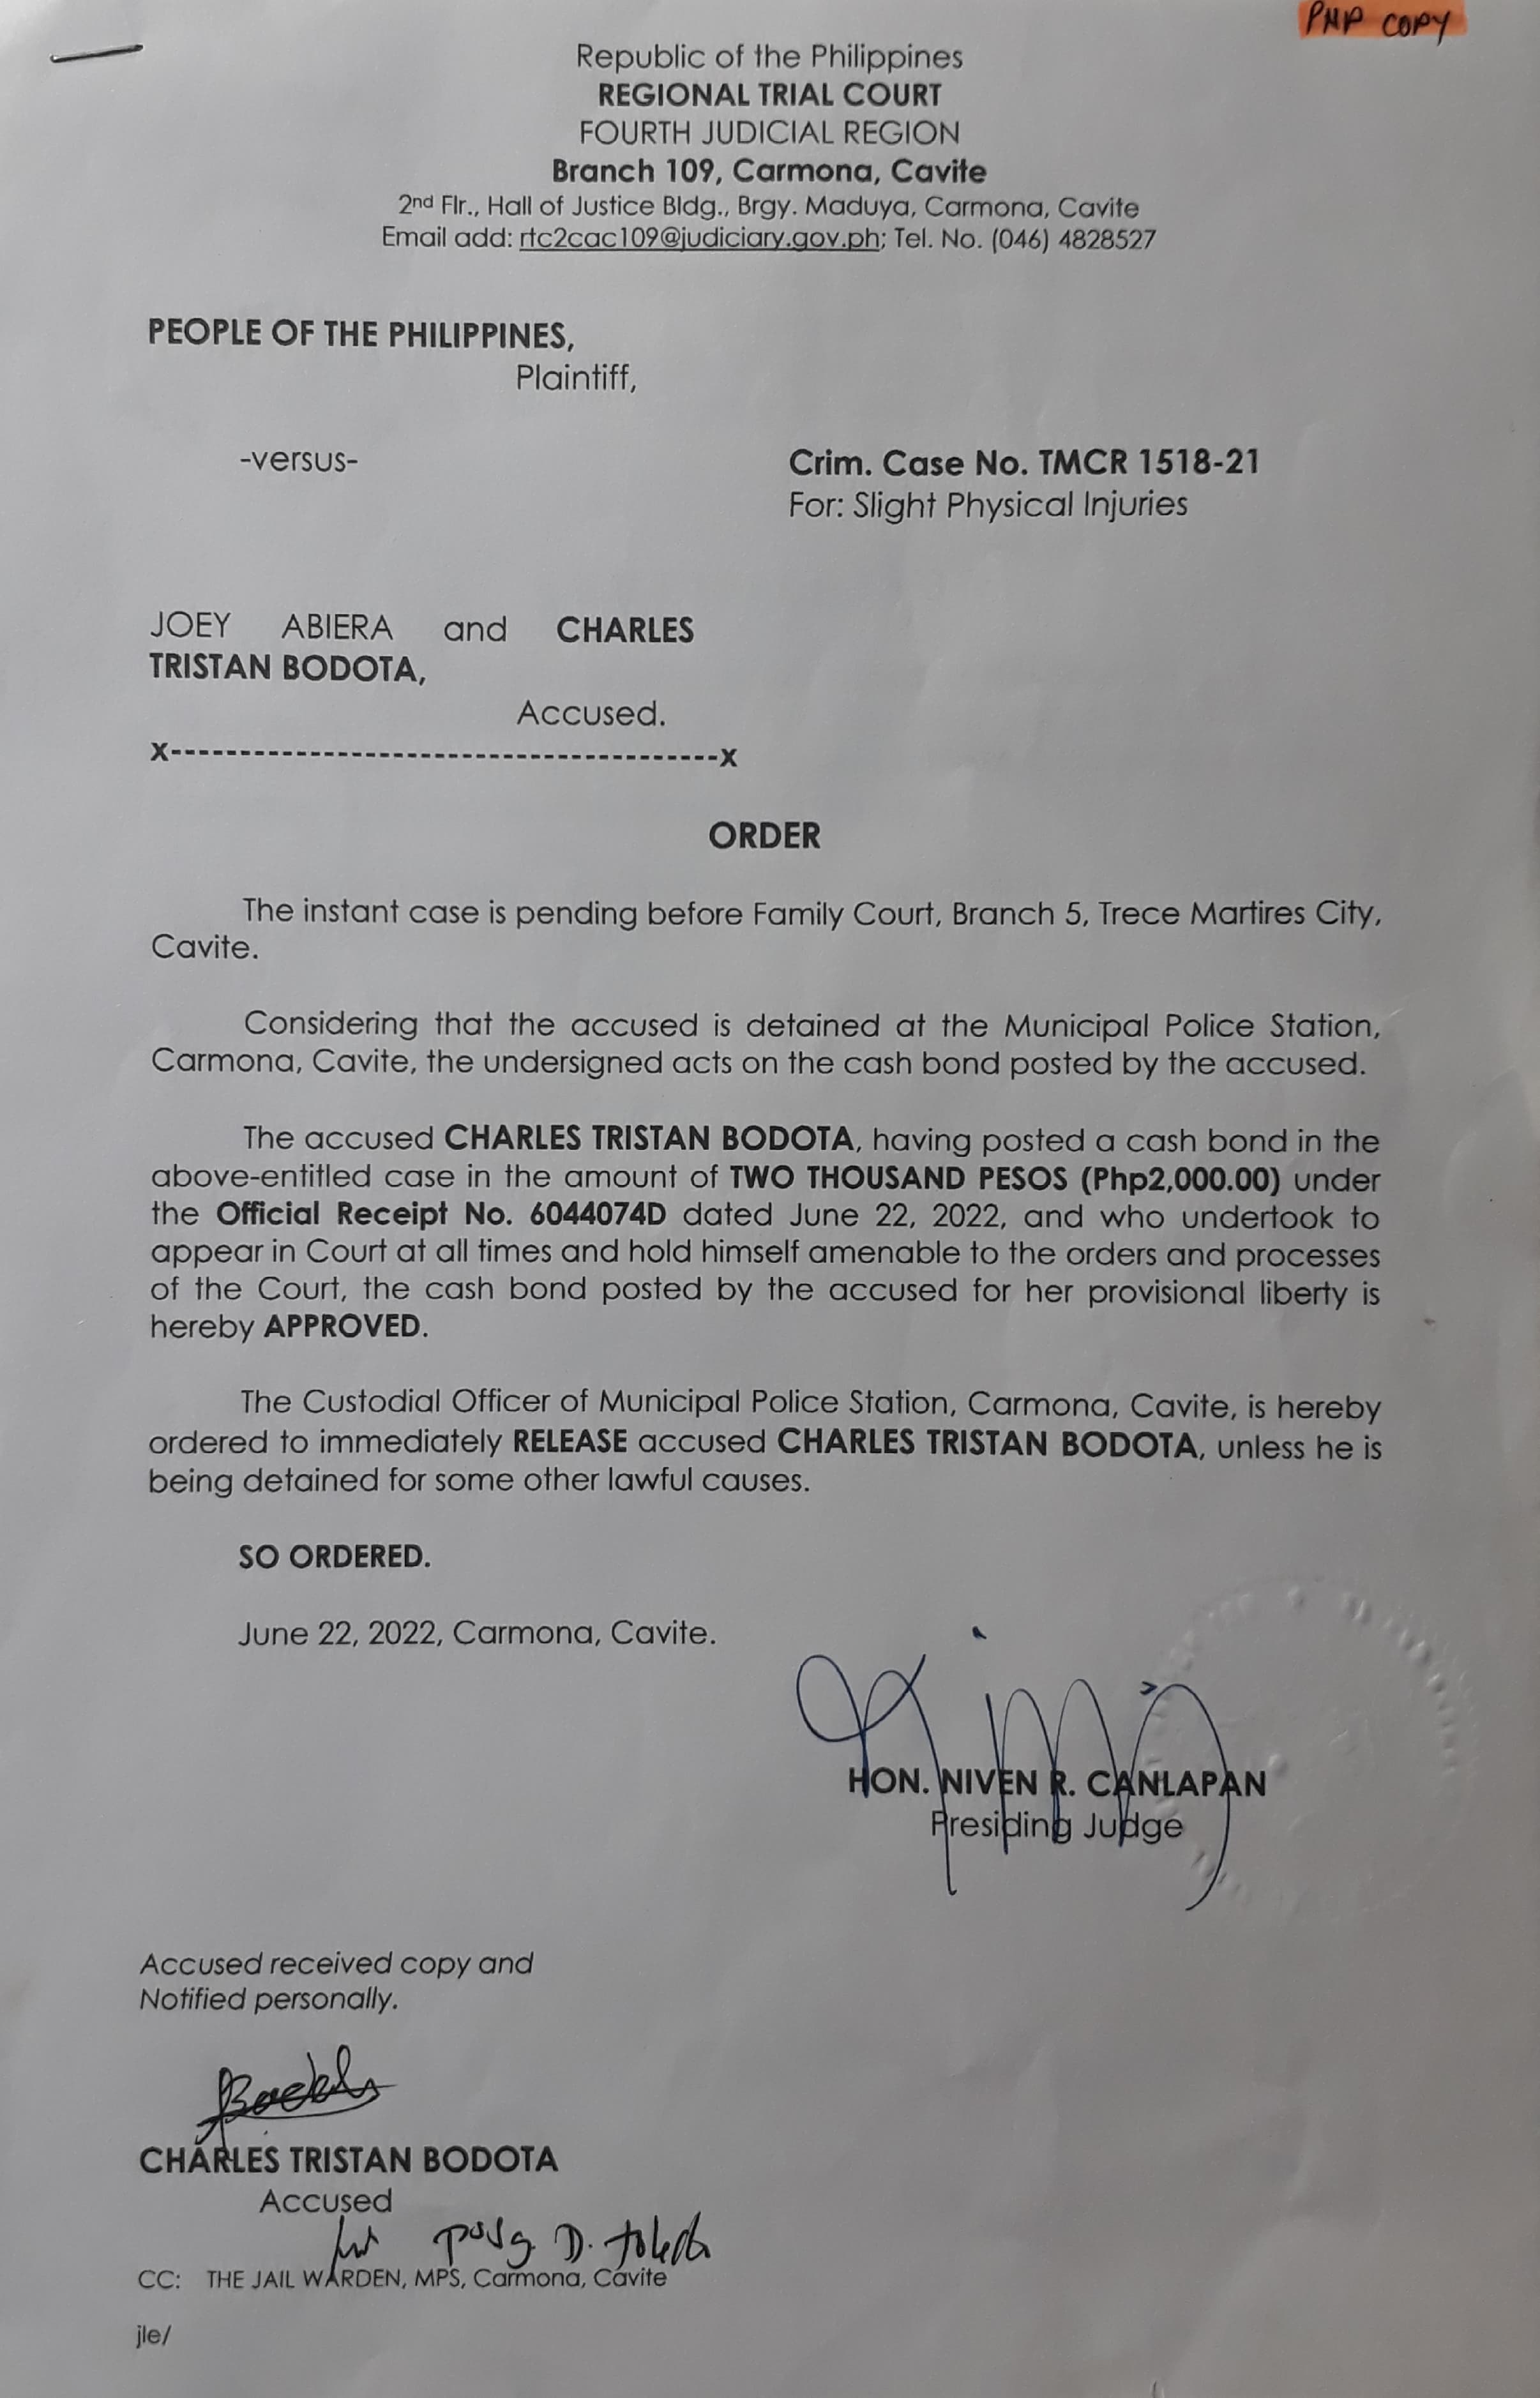 PNP COPY
Republic of the Philippines
REGIONAL TRIAL COURT
FOURTH JUDICIAL REGION
Branch 109, Carmona, Cavite
2nd Flr., Hall of Justice Bldg., Brgy. Maduya, Carmona, Cavite
Email add: rtc2cac109@judiciary.gov.ph; Tel. No. (046) 4828527
PEOPLE OF THE PHILIPPINES,
Plaintiff,
-versus-
Crim. Case No. TMCR 1518-21
For: Slight Physical Injuries
JOEY ABIERA and CHARLES
TRISTAN BODOTA,
Accused.
x----------------------------------------x
ORDER
The instant case is pending before Family Court, Branch 5, Trece Martires City,
Cavite.
Considering that the accused is detained at the Municipal Police Station,
Carmona, Cavite, the undersigned acts on the cash bond posted by the accused.
The accused CHARLES TRISTAN BODOTA, having posted a cash bond in the
above-entitled case in the amount of TWO THOUSAND PESOS (Php2,000.00) under
the Official Receipt No. 6044074D dated June 22, 2022, and who undertook to
appear in Court at all times and hold himself amenable to the orders and processes
of the Court, the cash bond posted by the accused for her provisional liberty is
hereby APPROVED.
The Custodial Officer of Municipal Police Station, Carmona, Cavite, is hereby
ordered to immediately RELEASE accused CHARLES TRISTAN BODOTA, unless he is
being detained for some other lawful causes.
SO ORDERED.
June 22, 2022, Carmona, Cavite.
HON. NIVEN R. CANLAPAN
Presiding Judge
Accused received copy and
Notified personally.
CHARLES TRISTAN BODOTA
Accused
D.
CC: THE JAIL WARDEN, MPS, Carmona, Cavite
jle/